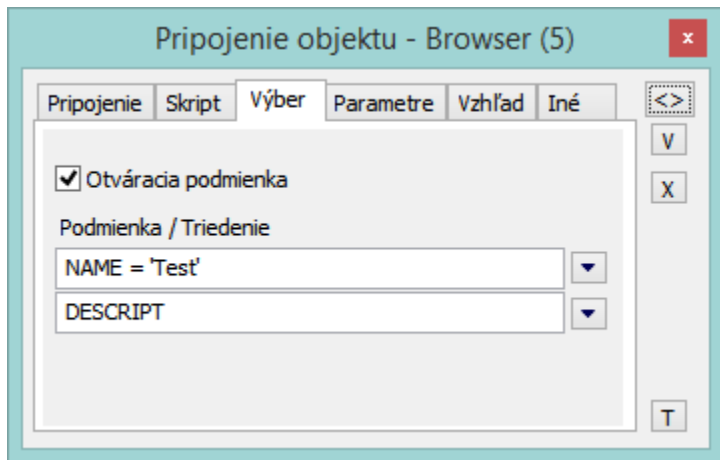 Pripojenie objektu - Browser (5)
x
Pripojenie Skript Výber Parametre Vzhľad Iné
<>
V
Otváracia podmienka
X
Podmienka / Triedenie
NAME = 'Test'
DESCRIPT
T